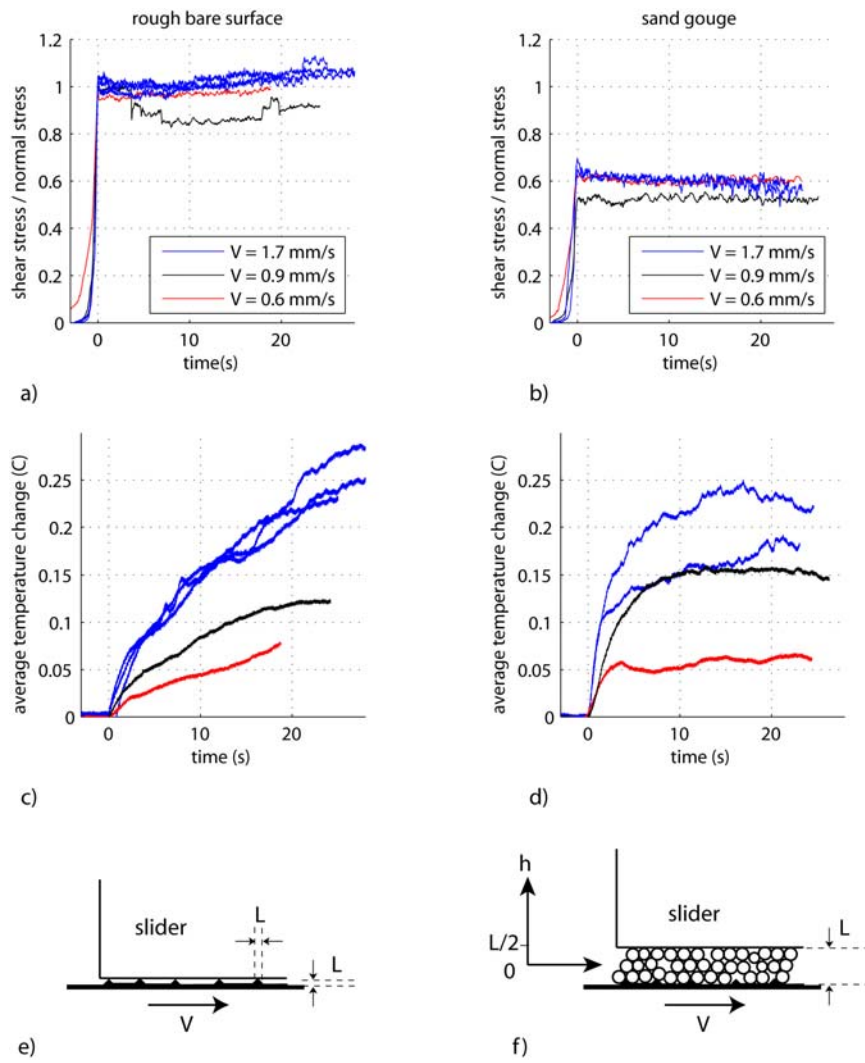 rough bare surface
sand gouge
shear stress / normal stress
1.2
1
0.8
0.6
0.4
0.2
0
V = 1.7 mm/s
V = 0.9 mm/s
V = 0.6 mm/s
0
10
20
time(s)
a)
shear stress / normal stress
1.2
1
0.8
0.6
0.4
0.2
0
V = 1.7 mm/s
V = 0.9 mm/s
V = 0.6 mm/s
0
10
20
time(s)
b)
average temperature change (C)
0.25
0.2
0.15
0.1
0.05
0
0
10
20
time (s)
c)
average temperature change (C)
0.25
0.2
0.15
0.1
0.05
0
0
10
20
time (s)
d)
slider
L
L
V
e)
h
L/2
0
slider
L
V
f)